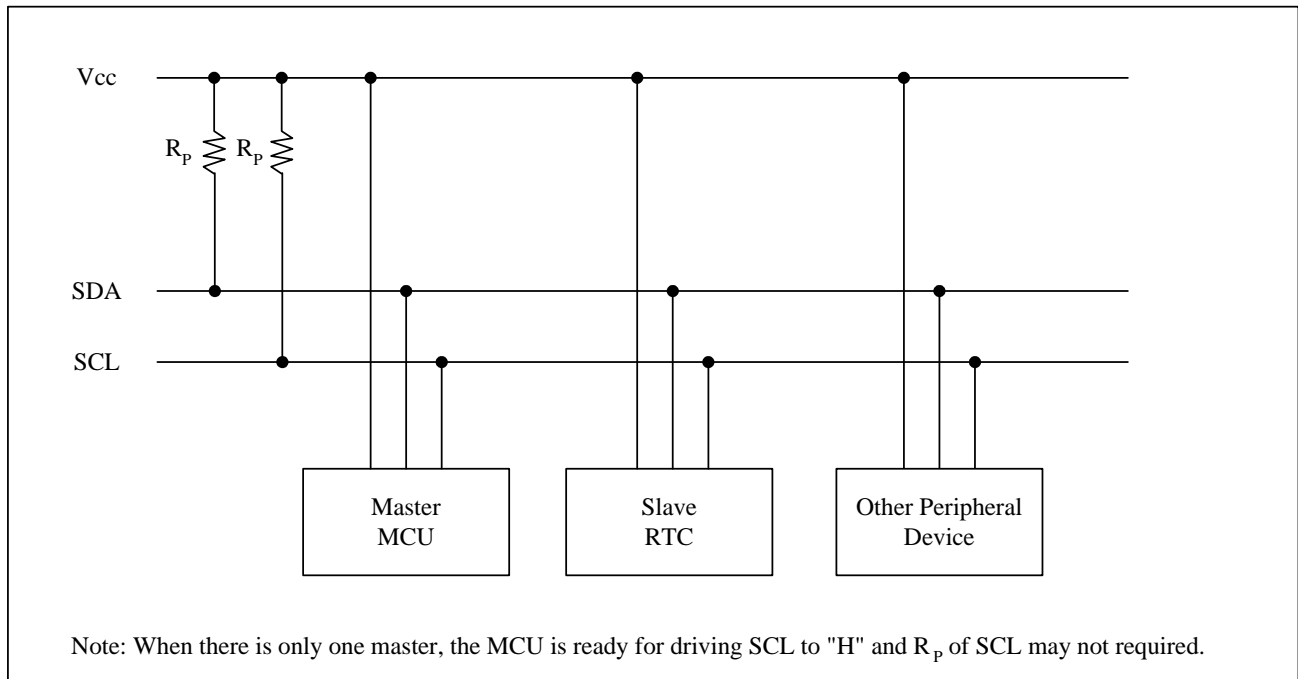 Vcc
R_P R_P
SDA
SCL
Master
MCU
Slave
RTC
Other Peripheral
Device
Note: When there is only one master, the MCU is ready for driving SCL to "H" and R_P of SCL may not required.